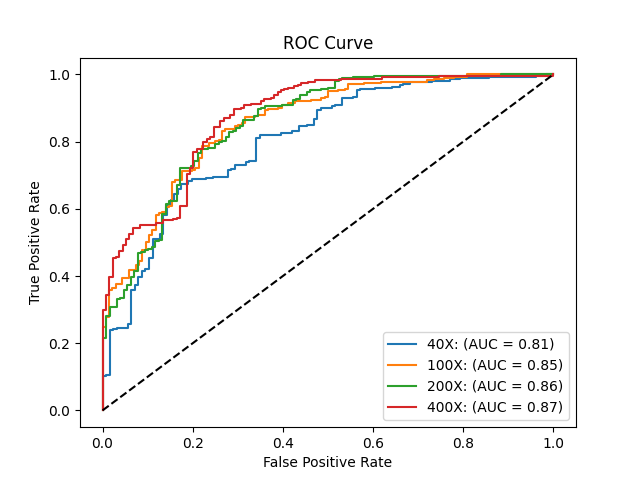 ROC Curve
True Positive Rate
1.0
0.8
0.6
0.4
0.2
0.0
0.0 0.2 0.4 0.6 0.8 1.0
False Positive Rate
40X: (AUC = 0.81)
100X: (AUC = 0.85)
200X: (AUC = 0.86)
400X: (AUC = 0.87)